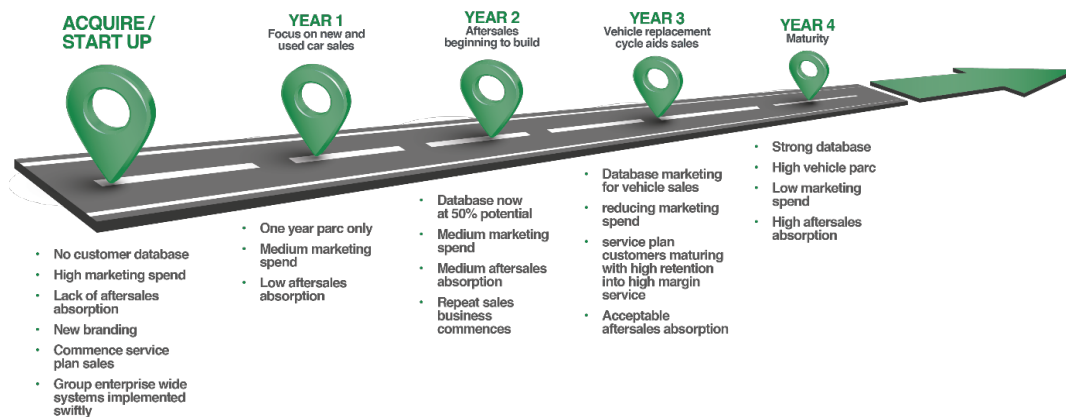 ACQUIRE /
START UP
No customer database
High marketing spend
Lack of aftersales
absorption
New branding
Commence service
plan sales
Group enterprise wide
systems implemented
swiftly
YEAR 1
Focus on new and
used car sales
One year parc only
Medium marketing
spend
Low aftersales
absorption
YEAR 2
Aftersales
beginning to build
Database now
at 50% potential
Medium marketing
spend
Medium aftersales
absorption
Repeat sales
business
commences
YEAR 3
Vehicle replacement
cycle aids sales
Database marketing
for vehicle sales
reducing marketing
spend
service plan
customers maturing
with high retention
into high margin
service
Acceptable
aftersales absorption
YEAR 4
Maturity
Strong database
High vehicle parc
Low marketing
spend
High aftersales
absorption